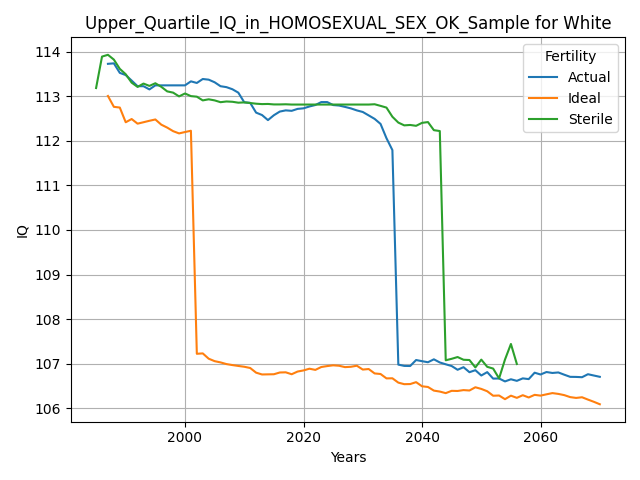 Upper_Quartile_IQ_in_HOMOSEXUAL_SEX_OK_Sample for White
114
113
112
111
110
109
108
107
106
IQ
Fertility
Actual
Ideal
Sterile
2000
2020
2040
2060
Years